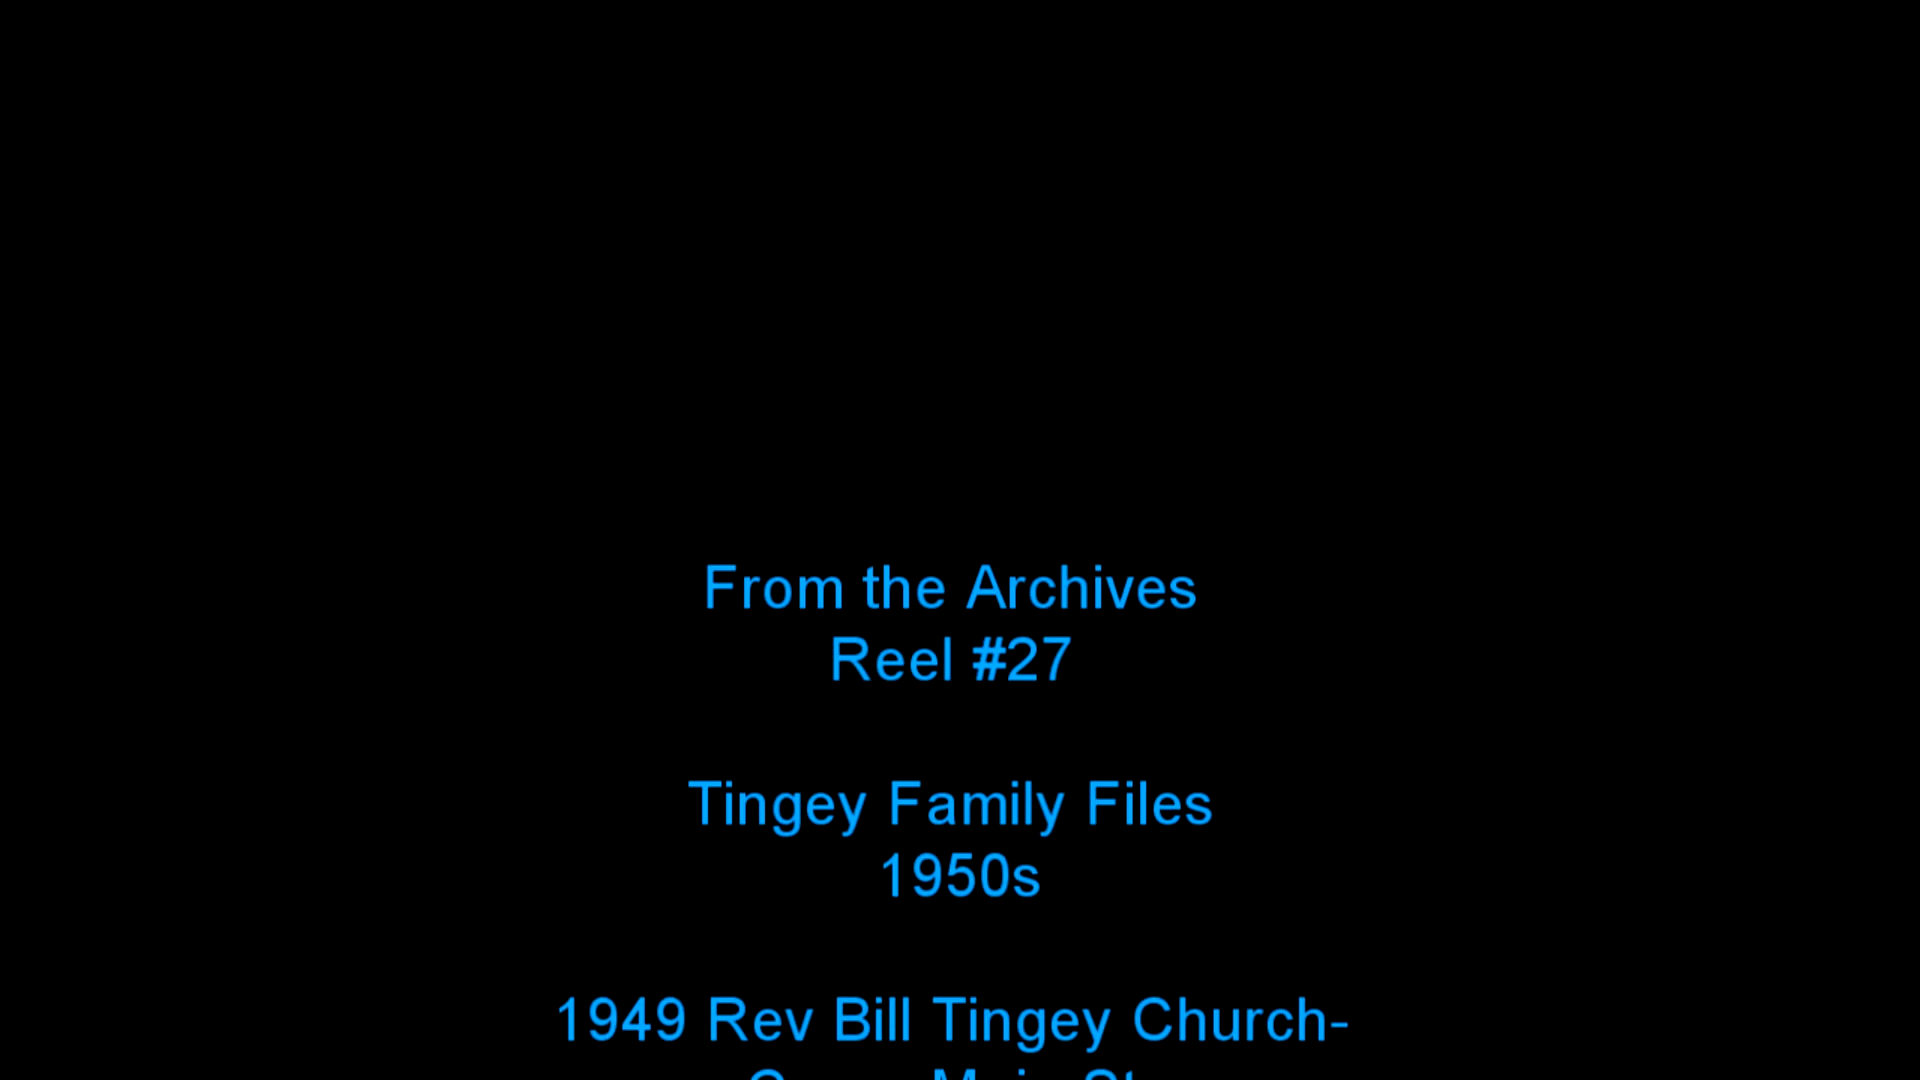 From the Archives
Reel #27
Tingey Family Files
1950s
1949 Rev Bill Tingey Church-